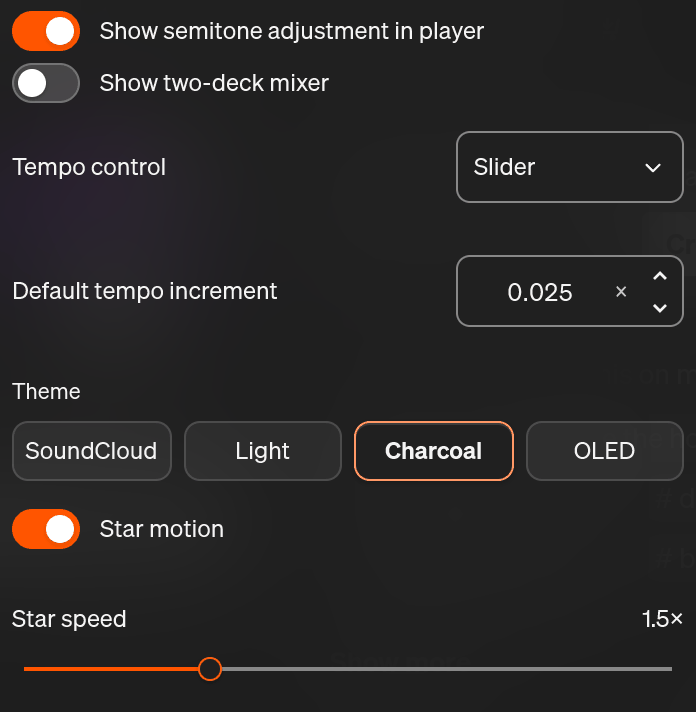 Show semitone adjustment in player
Show two-deck mixer
Tempo control
Slider
Default tempo increment
0.025 ×
Theme
SoundCloud
Light
Charcoal
OLED
Star motion
Star speed
1.5×